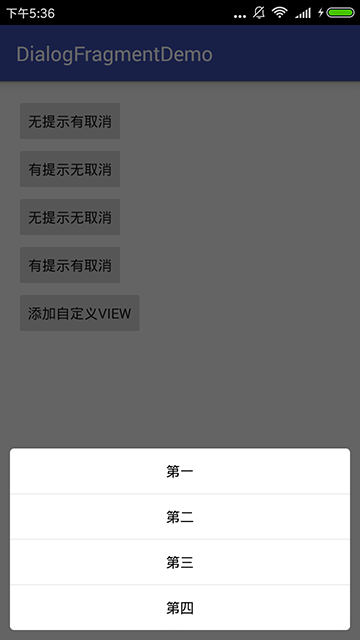 下午5:36
DialogFragmentDemo
无提示有取消
有提示无取消
无提示无取消
有提示有取消
添加自定义VIEW
第一
第二
第三
第四